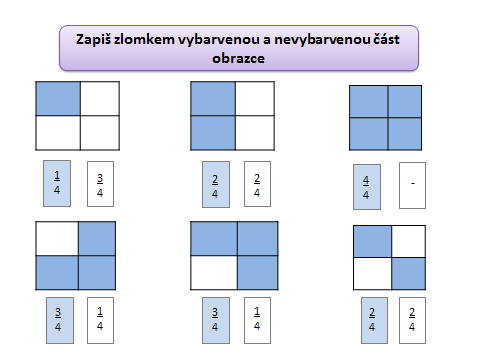 Zapiš zlomkem vybarvenou a nevybarvenou část
obrazce
1 3 2 2 4 -
4 4 4 4 4
3 1 3 1 2 2
4 4 4 4 4 4